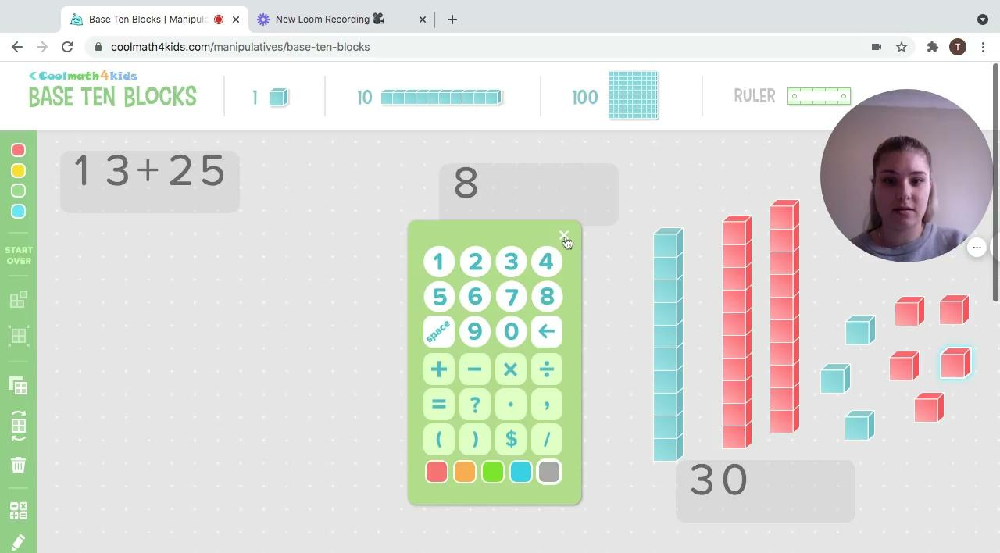 Base Ten Blocks | Manipula
New Loom Recording
coolmath4kids.com/manipulatives/base-ten-blocks
T
Coolmath4kids
BASE TEN BLOCKS
1
10
100
RULER
START OVER
13+25
8
1 2 3 4
5 6 7 8
space 9 0 ←
+ − × ÷
= ? . ,
( ) $ /
30